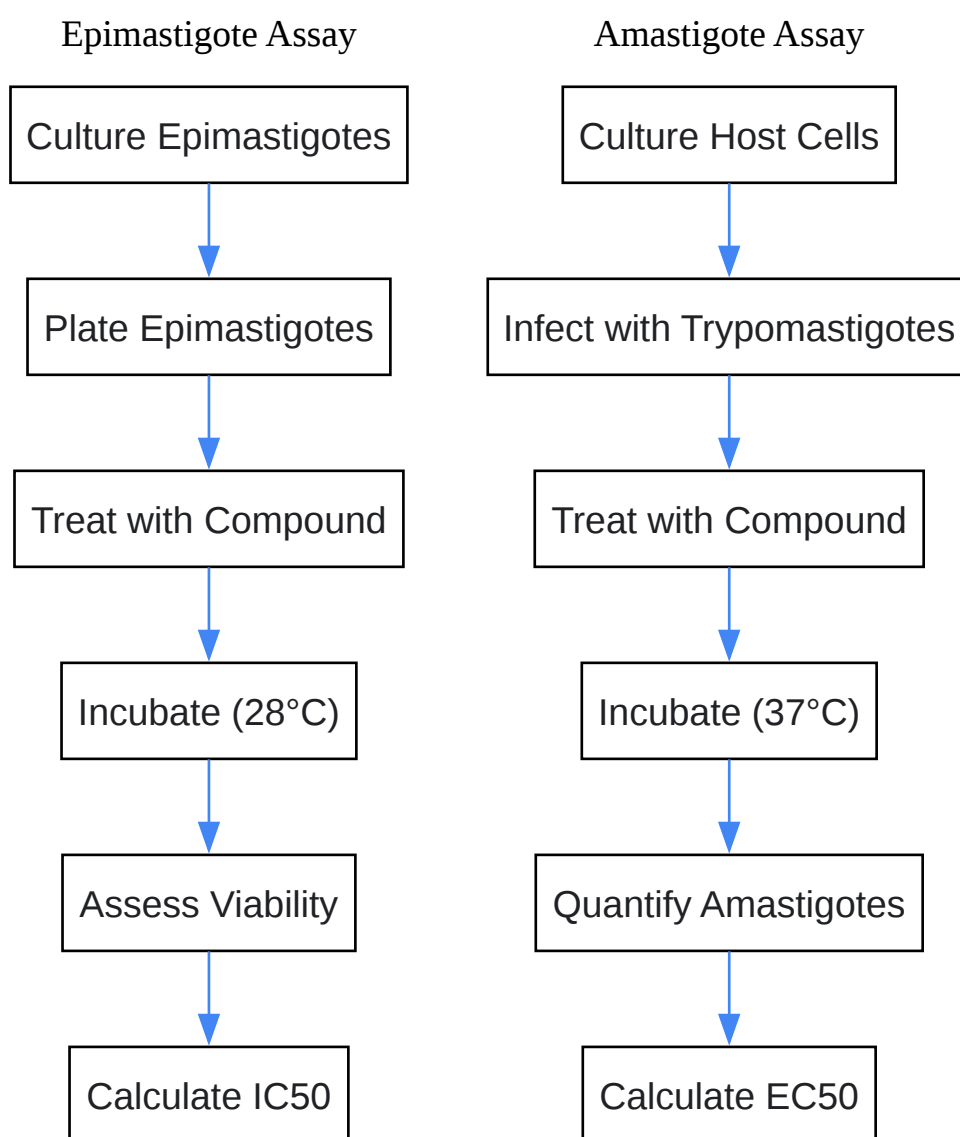 Epimastigote Assay
Culture Epimastigotes
Plate Epimastigotes
Treat with Compound
Incubate (28°C)
Assess Viability
Calculate IC50
Amastigote Assay
Culture Host Cells
Infect with Trypomastigotes
Treat with Compound
Incubate (37°C)
Quantify Amastigotes
Calculate EC50